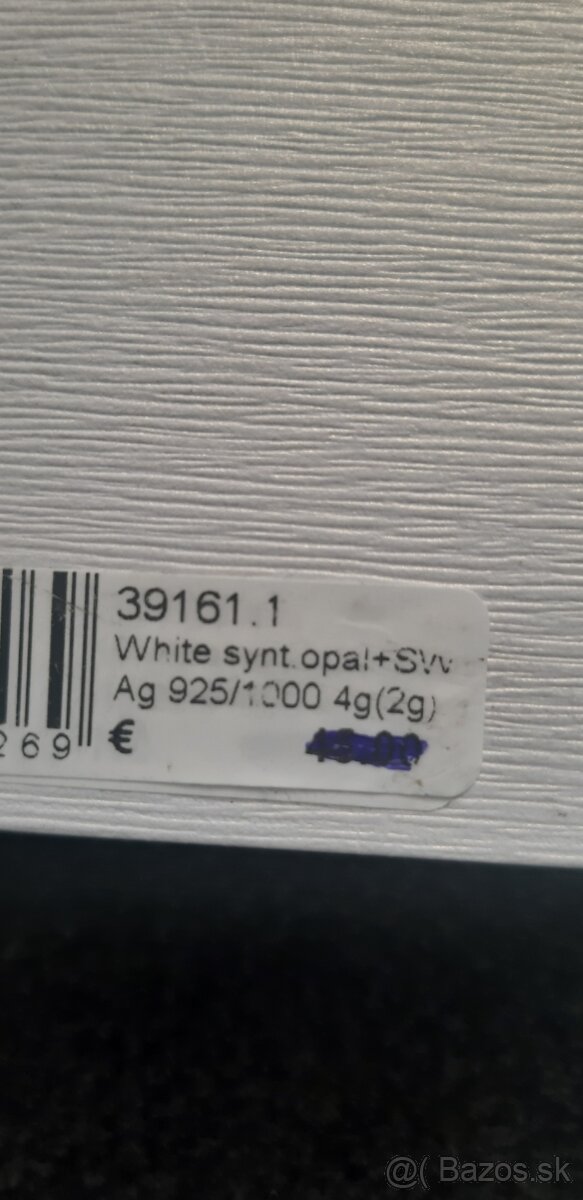 39161.1
White synt.opal+SW
Ag 925/1000 4g(2g)
269 €
@( Bazos.sk